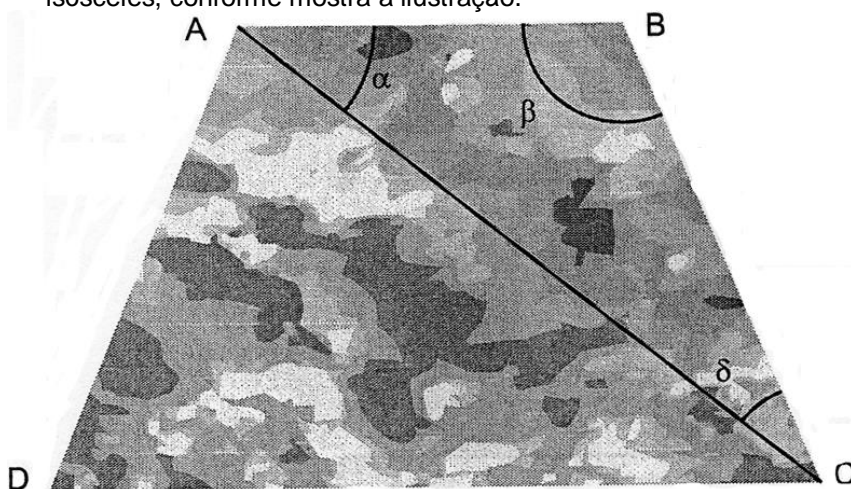 isósceles, conforme mostra a ilustração.
A
B
α
β
δ
D
C